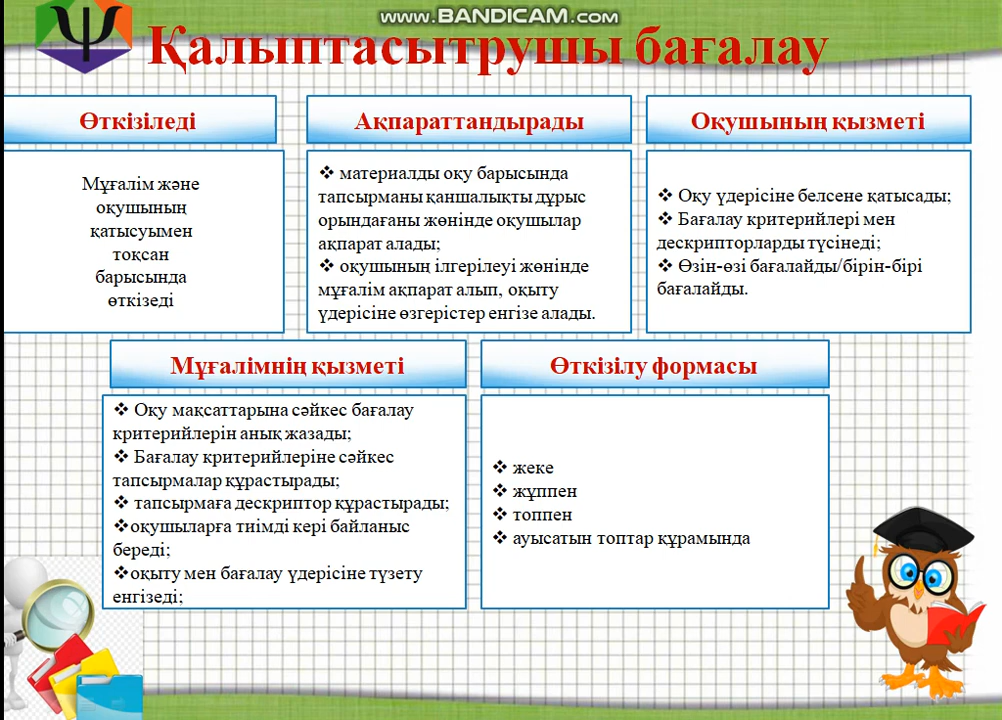 www.BANDICAM.com
Қалыптасытрушы бағалау
Өткізіледі
Мұғалім және
оқушының
қатысуымен
тоқсан
барысында
өткізеді
Ақпараттандырады
❖ материалды оқу барысында
тапсырманы қаншалықты дұрыс
орындағаны жөнінде оқушылар
ақпарат алады;
❖ оқушының ілгерілеуі жөнінде
мұғалім ақпарат алып, оқыту
үдерісіне өзгерістер енгізе алады.
Оқушының қызметі
❖ Оқу үдерісіне белсене қатысады;
❖ Бағалау критерийлері мен
дескрипторларды түсінеді;
❖ Өзін-өзі бағалайды/бірін-бірі
бағалайды.
Мұғалімнің қызметі
❖ Оқу мақсаттарына сәйкес бағалау
критерийлерін анық жазады;
❖ Бағалау критерийлеріне сәйкес
тапсырмалар құрастырады;
❖ тапсырмаға дескриптор құрастырады;
❖оқушыларға тиімді кері байланыс
береді;
❖оқыту мен бағалау үдерісіне түзету
енгізеді;
Өткізілу формасы
❖ жеке
❖ жұппен
❖ топпен
❖ ауысатын топтар құрамында